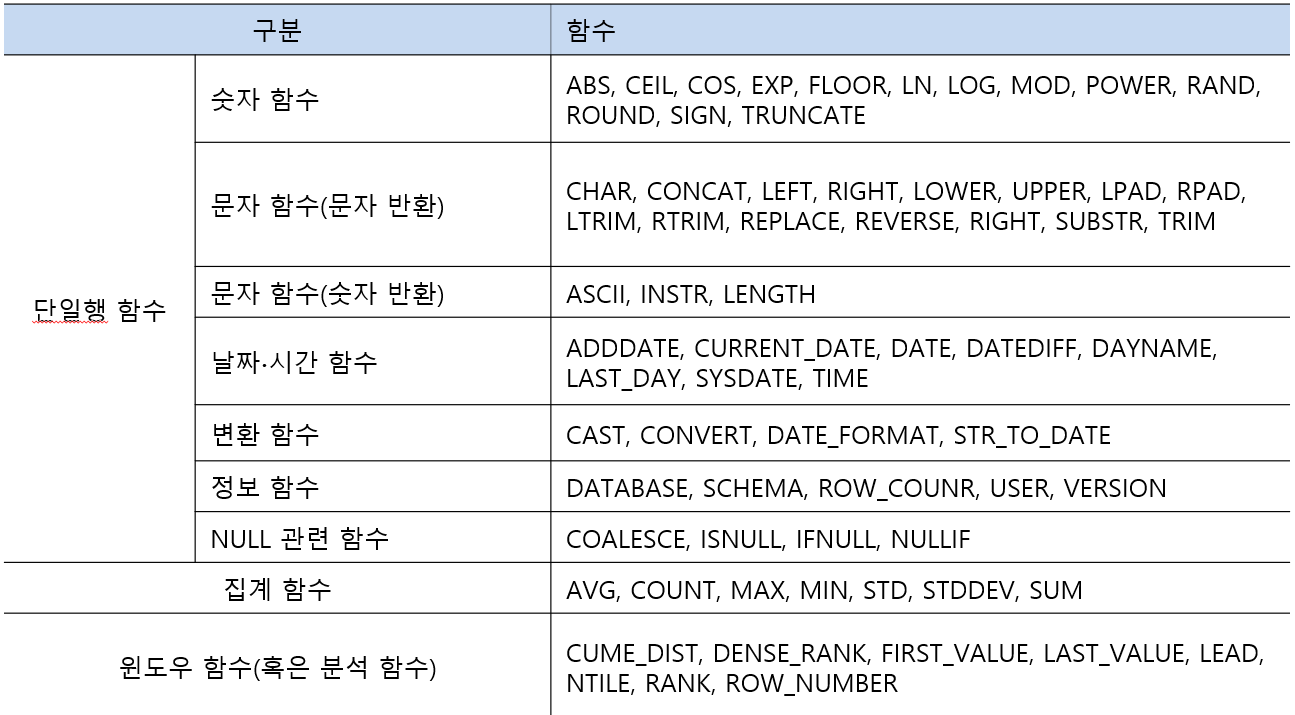 구분 함수
숫자 함수
ABS, CEIL, COS, EXP, FLOOR, LN, LOG, MOD, POWER, RAND,
ROUND, SIGN, TRUNCATE
문자 함수(문자 반환)
CHAR, CONCAT, LEFT, RIGHT, LOWER, UPPER, LPAD, RPAD,
LTRIM, RTRIM, REPLACE, REVERSE, RIGHT, SUBSTR, TRIM
단일행 함수
문자 함수(숫자 반환)
ASCII, INSTR, LENGTH
날짜·시간 함수
ADDDATE, CURRENT_DATE, DATE, DATEDIFF, DAYNAME,
LAST_DAY, SYSDATE, TIME
변환 함수
CAST, CONVERT, DATE_FORMAT, STR_TO_DATE
정보 함수
DATABASE, SCHEMA, ROW_COUNR, USER, VERSION
NULL 관련 함수
COALESCE, ISNULL, IFNULL, NULLIF
집계 함수
AVG, COUNT, MAX, MIN, STD, STDDEV, SUM
윈도우 함수(혹은 분석 함수)
CUME_DIST, DENSE_RANK, FIRST_VALUE, LAST_VALUE, LEAD,
NTILE, RANK, ROW_NUMBER